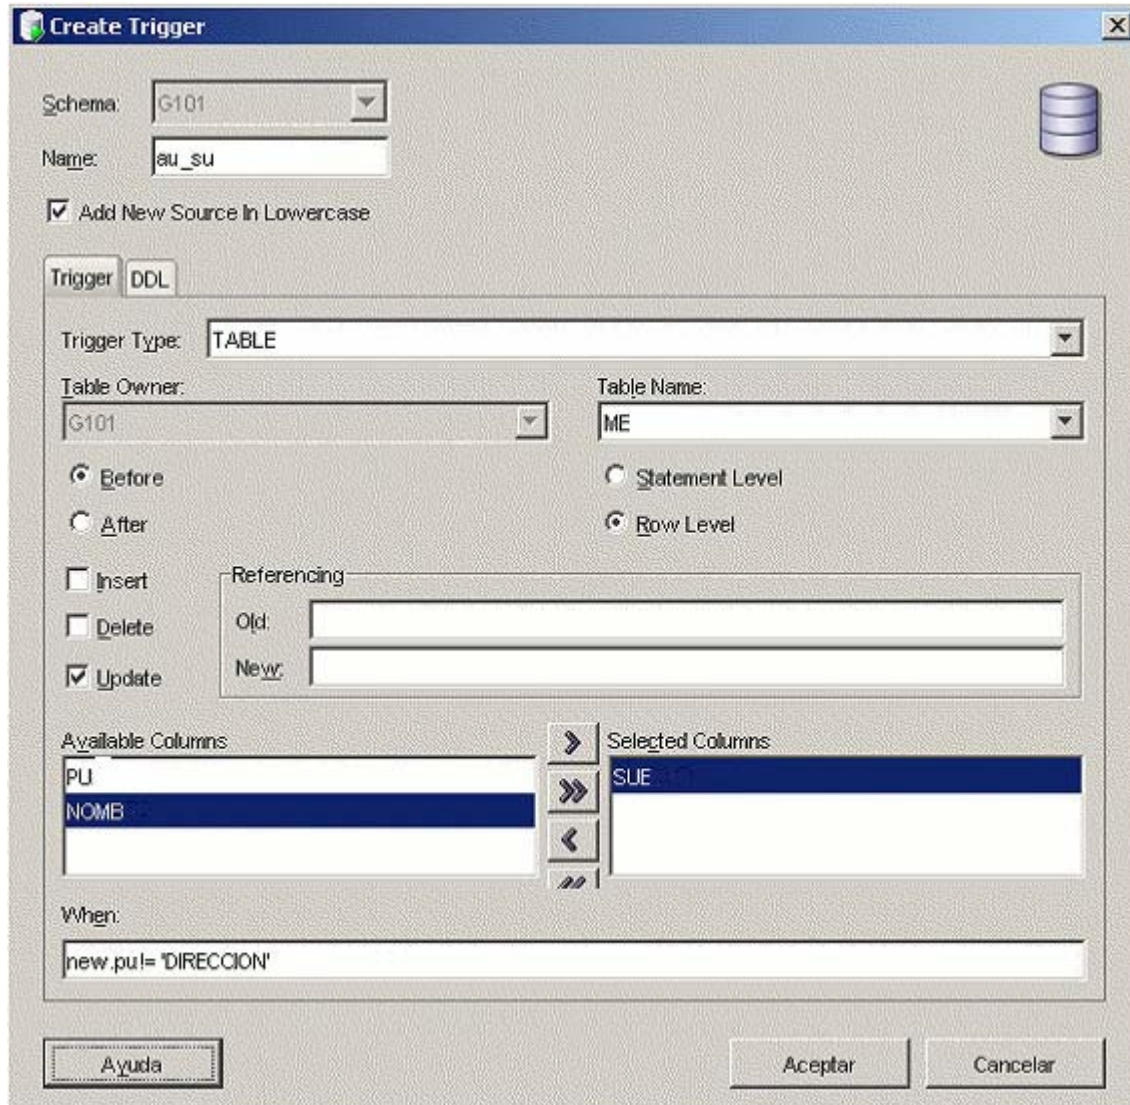 Create Trigger
Schema: G101
Name: au_su
Add New Source In Lowercase
Trigger DDL
Trigger Type: TABLE
Table Owner: Table Name:
G101 ME
Before Statement Level
After Row Level
Insert Referencing
Delete Old:
Update New:
Available Columns Selected Columns
PU SUE
NOMB
When:
new.pu!= 'DIRECCION'
Ayuda Aceptar Cancelar